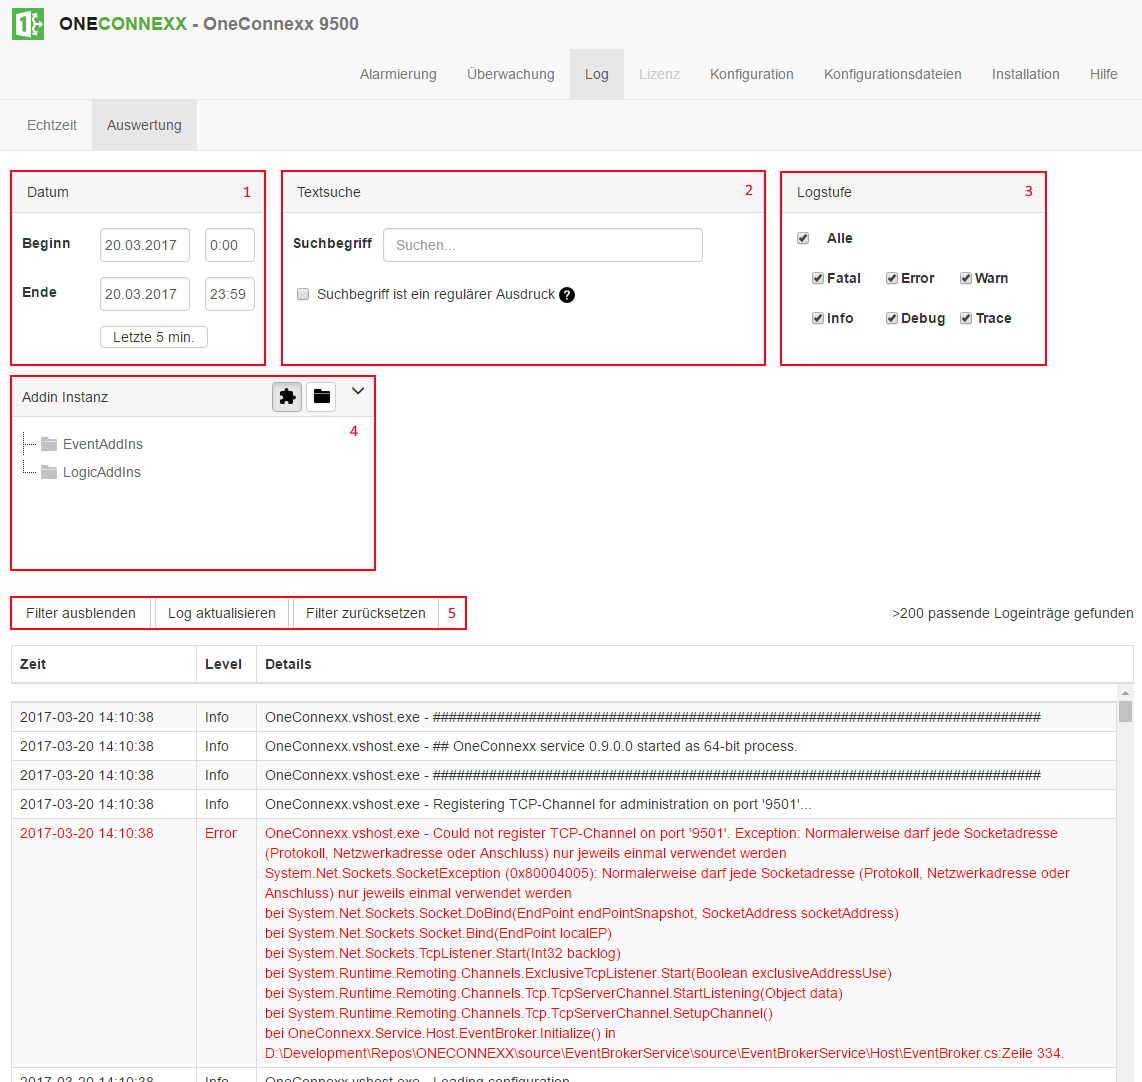 ONECONNEXX - OneConnexx 9500
Alarmierung Überwachung Log Lizenz Konfiguration Konfigurationsdateien Installation Hilfe
Echtzeit Auswertung
Datum 1
Beginn 20.03.2017 0:00
Ende 20.03.2017 23:59
Letzte 5 min.
Textsuche 2
Suchbegriff Suchen...
Suchbegriff ist ein regulärer Ausdruck ?
Logstufe 3
Alle
Fatal Error Warn
Info Debug Trace
Addin Instanz
4
EventAddIns
LogicAddIns
Filter ausblenden Log aktualisieren Filter zurücksetzen 5 >200 passende Logeinträge gefunden
Zeit Level Details
2017-03-20 14:10:38 Info OneConnexx.vshost.exe - ############################################################################
2017-03-20 14:10:38 Info OneConnexx.vshost.exe - ## OneConnexx service 0.9.0.0 started as 64-bit process.
2017-03-20 14:10:38 Info OneConnexx.vshost.exe - ############################################################################
2017-03-20 14:10:38 Info OneConnexx.vshost.exe - Registering TCP-Channel for administration on port '9501'...
2017-03-20 14:10:38 Error OneConnexx.vshost.exe - Could not register TCP-Channel on port '9501'. Exception: Normalerweise darf jede Socketadresse
(Protokoll, Netzwerkadresse oder Anschluss) nur jeweils einmal verwendet werden
System.Net.Sockets.SocketException (0x80004005): Normalerweise darf jede Socketadresse (Protokoll, Netzwerkadresse oder
Anschluss) nur jeweils einmal verwendet werden
bei System.Net.Sockets.Socket.DoBind(EndPoint endPointSnapshot, SocketAddress socketAddress)
bei System.Net.Sockets.Socket.Bind(EndPoint localEP)
bei System.Net.Sockets.TcpListener.Start(Int32 backlog)
bei System.Runtime.Remoting.Channels.ExclusiveTcpListener.Start(Boolean exclusiveAddressUse)
bei System.Runtime.Remoting.Channels.Tcp.TcpServerChannel.StartListening(Object data)
bei System.Runtime.Remoting.Channels.Tcp.TcpServerChannel.SetupChannel()
bei OneConnexx.Service.Host.EventBroker.Initialize() in
D:\Development\Repos\ONECONNEXX\source\EventBrokerService\source\EventBrokerService\Host\EventBroker.cs:Zeile 334.
2017-03-20 14:10:38 Info OneConnexx.vshost.exe - Loading configuration